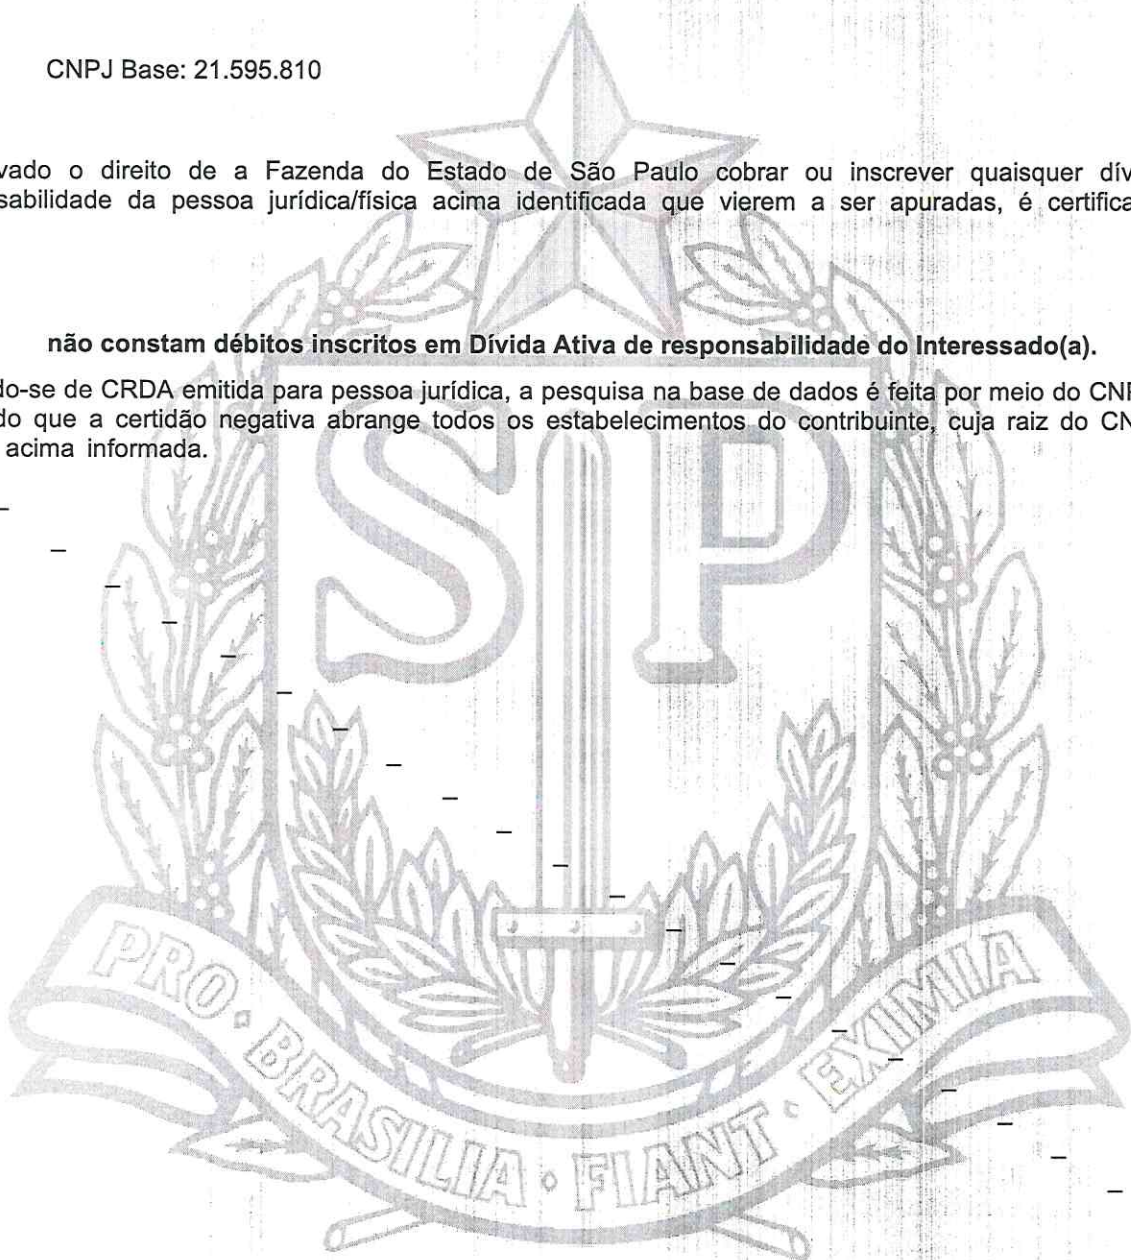 CNPJ Base: 21.595.810
vado o direito de a Fazenda do Estado de São Paulo cobrar ou inscrever quaisquer dív
sabilidade da pessoa jurídica/física acima identificada que vierem a ser apuradas, é certifica
não constam débitos inscritos em Dívida Ativa de responsabilidade do Interessado(a).
do-se de CRDA emitida para pessoa jurídica, a pesquisa na base de dados é feita por meio do CNP
do que a certidão negativa abrange todos os estabelecimentos do contribuinte, cuja raiz do CN
acima informada.
SP
PRO · BRASILIA · FIANT · EXIMIA